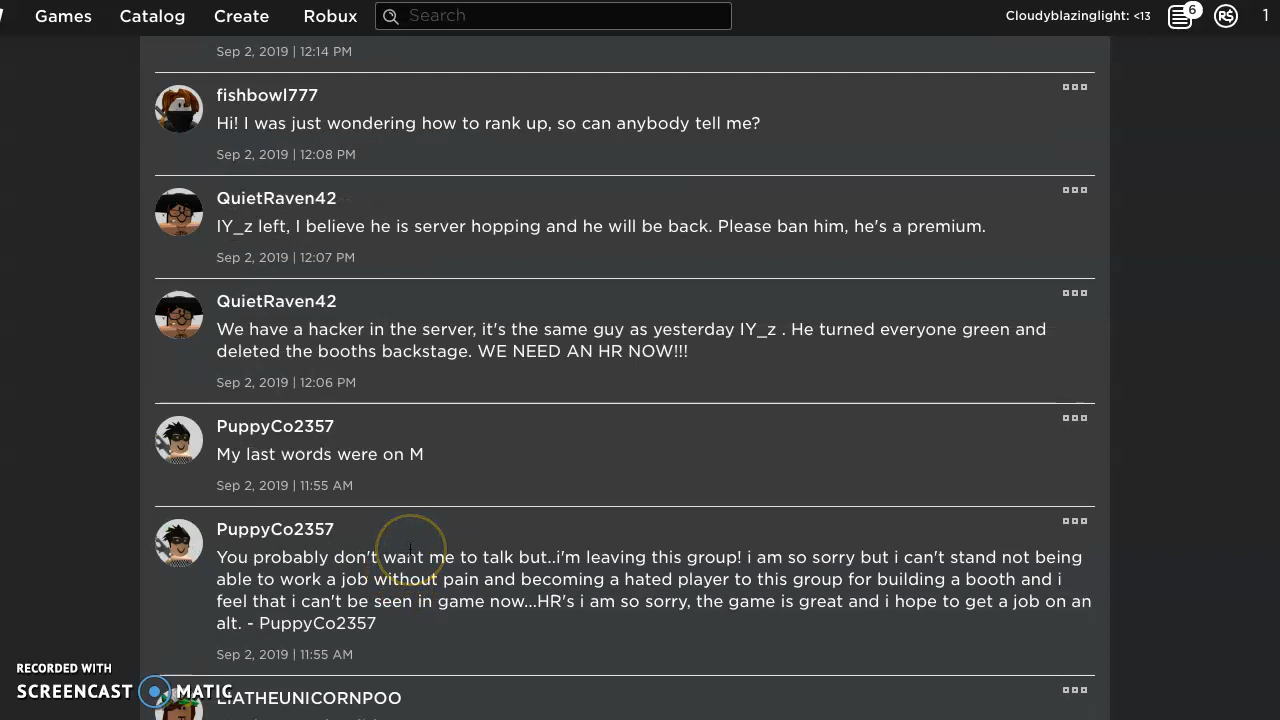 Games Catalog Create Robux Search Cloudyblazinglight: <13 6 R$ 1
Sep 2, 2019 | 12:14 PM
fishbowl777
Hi! I was just wondering how to rank up, so can anybody tell me?
Sep 2, 2019 | 12:08 PM
QuietRaven42
IY_z left, I believe he is server hopping and he will be back. Please ban him, he's a premium.
Sep 2, 2019 | 12:07 PM
QuietRaven42
We have a hacker in the server, it's the same guy as yesterday IY_z . He turned everyone green and
deleted the booths backstage. WE NEED AN HR NOW!!!
Sep 2, 2019 | 12:06 PM
PuppyCo2357
My last words were on M
Sep 2, 2019 | 11:55 AM
PuppyCo2357
You probably don't want me to talk but..i'm leaving this group! i am so sorry but i can't stand not being
able to work a job without pain and becoming a hated player to this group for building a booth and i
feel that i can't be seen in game now...HR's i am so sorry, the game is great and i hope to get a job on an
alt. - PuppyCo2357
Sep 2, 2019 | 11:55 AM
RECORDED WITH
SCREENCAST MATIC
LIATHEUNICORNPOO